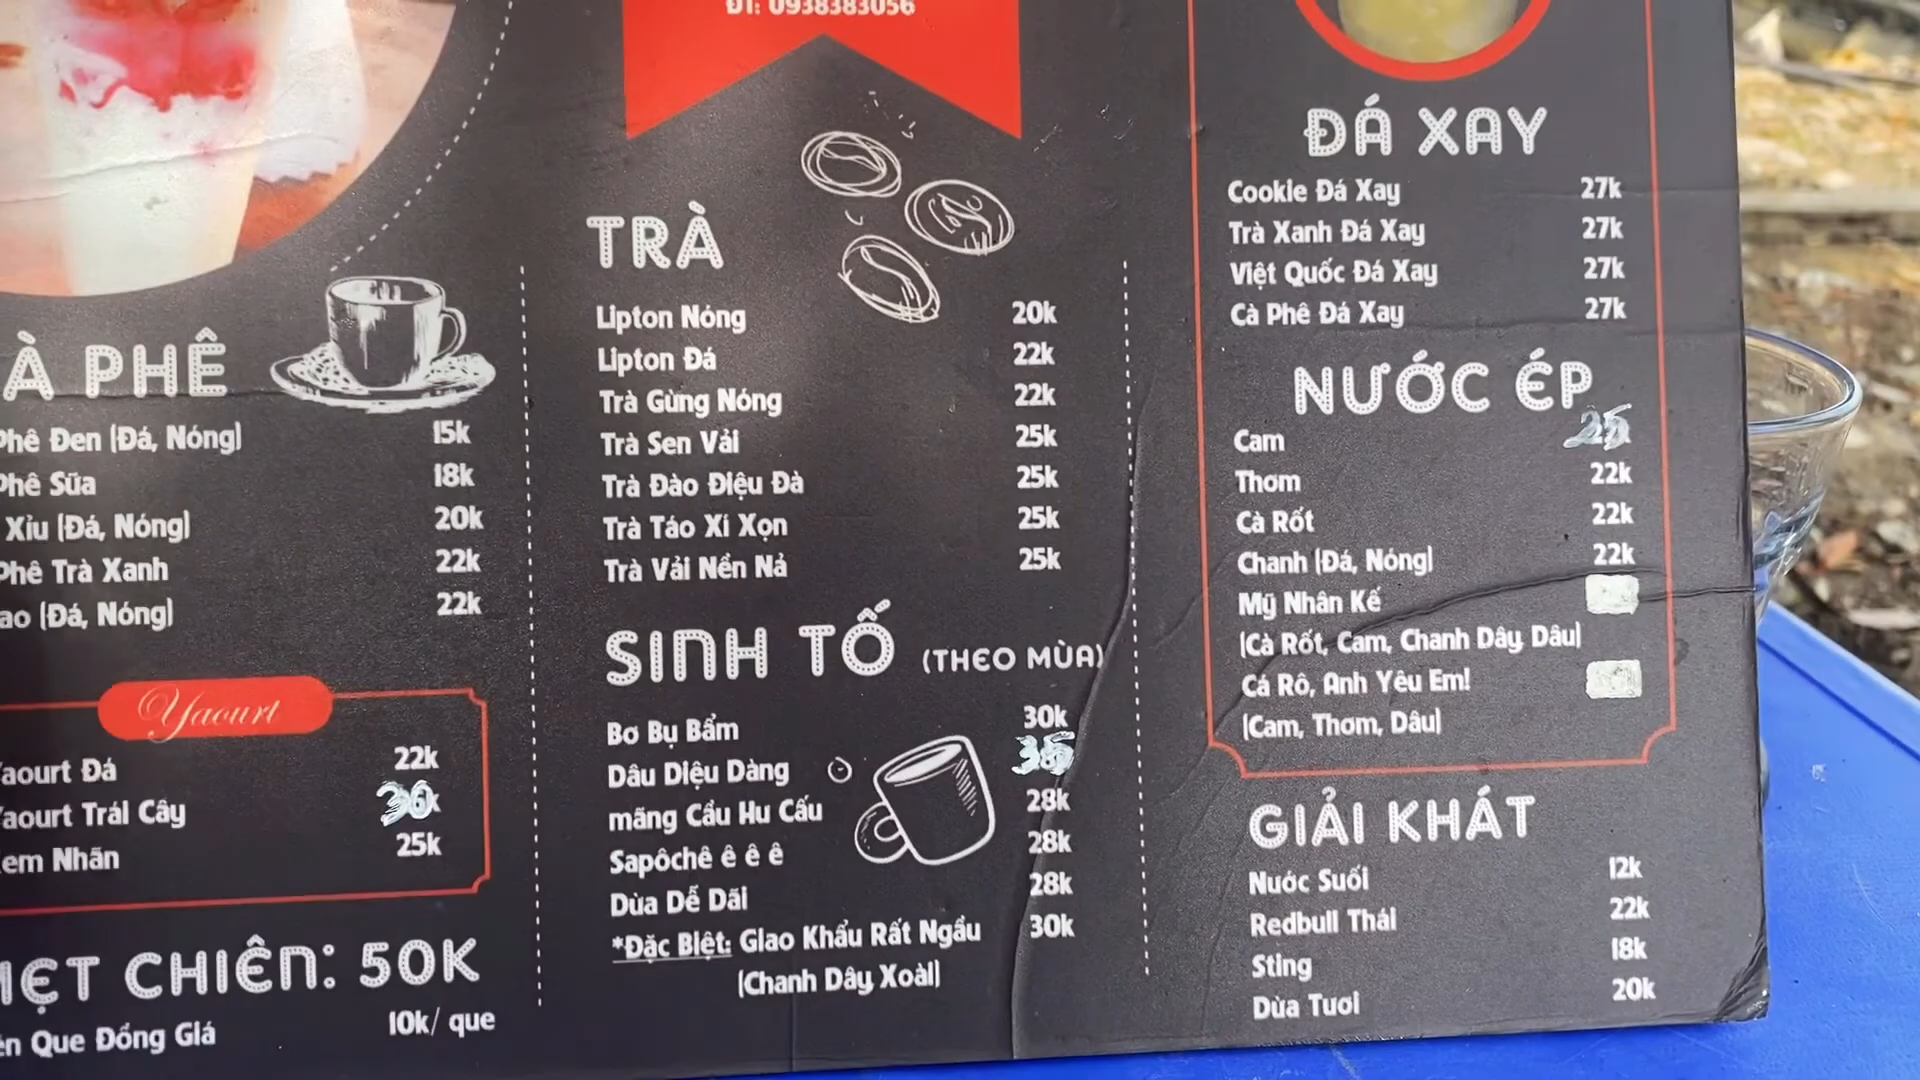 ĐT: 0938383056
À PHÊ
Phê Đen (Đá, Nóng) 15k
Phê Sữa 18k
Xỉu (Đá, Nóng) 20k
Phê Trà Xanh 22k
ao (Đá, Nóng) 22k
Yaourt
Yaourt Đá 22k
Yaourt Trái Cây 30k
em Nhãn 25k
ẸT CHIÊN: 50K
ên Que Đồng Giá 10k/ que
TRÀ
Lipton Nóng 20k
Lipton Đá 22k
Trà Gừng Nóng 22k
Trà Sen Vải 25k
Trà Đào Điệu Đà 25k
Trà Táo Xí Xọn 25k
Trà Vải Nền Nả 25k
SINH TỐ (THEO MÙA)
Bơ Bụ Bẩm 30k
Dâu Diệu Dàng 35
mãng Cầu Hu Cấu 28k
Sapôchê ê ê ê 28k
Dừa Dễ Dãi 28k
*Đặc Biệt: Giao Khẩu Rất Ngầu 30k
(Chanh Dây, Xoài)
ĐÁ XAY
Cookie Đá Xay 27k
Trà Xanh Đá Xay 27k
Việt Quốc Đá Xay 27k
Cà Phê Đá Xay 27k
NƯỚC ÉP
Cam 25
Thơm 22k
Cà Rốt 22k
Chanh (Đá, Nóng) 22k
Mỹ Nhân Kế
(Cà Rốt, Cam, Chanh Dây, Dâu)
Cá Rô, Anh Yêu Em!
(Cam, Thơm, Dâu)
GIẢI KHÁT
Nước Suối 12k
Redbull Thái 22k
Sting 18k
Dừa Tươi 20k